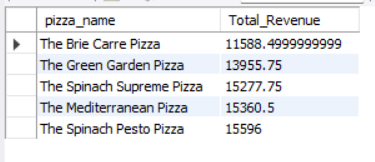 pizza_name Total_Revenue
The Brie Carre Pizza 11588.4999999999
The Green Garden Pizza 13955.75
The Spinach Supreme Pizza 15277.75
The Mediterranean Pizza 15360.5
The Spinach Pesto Pizza 15596